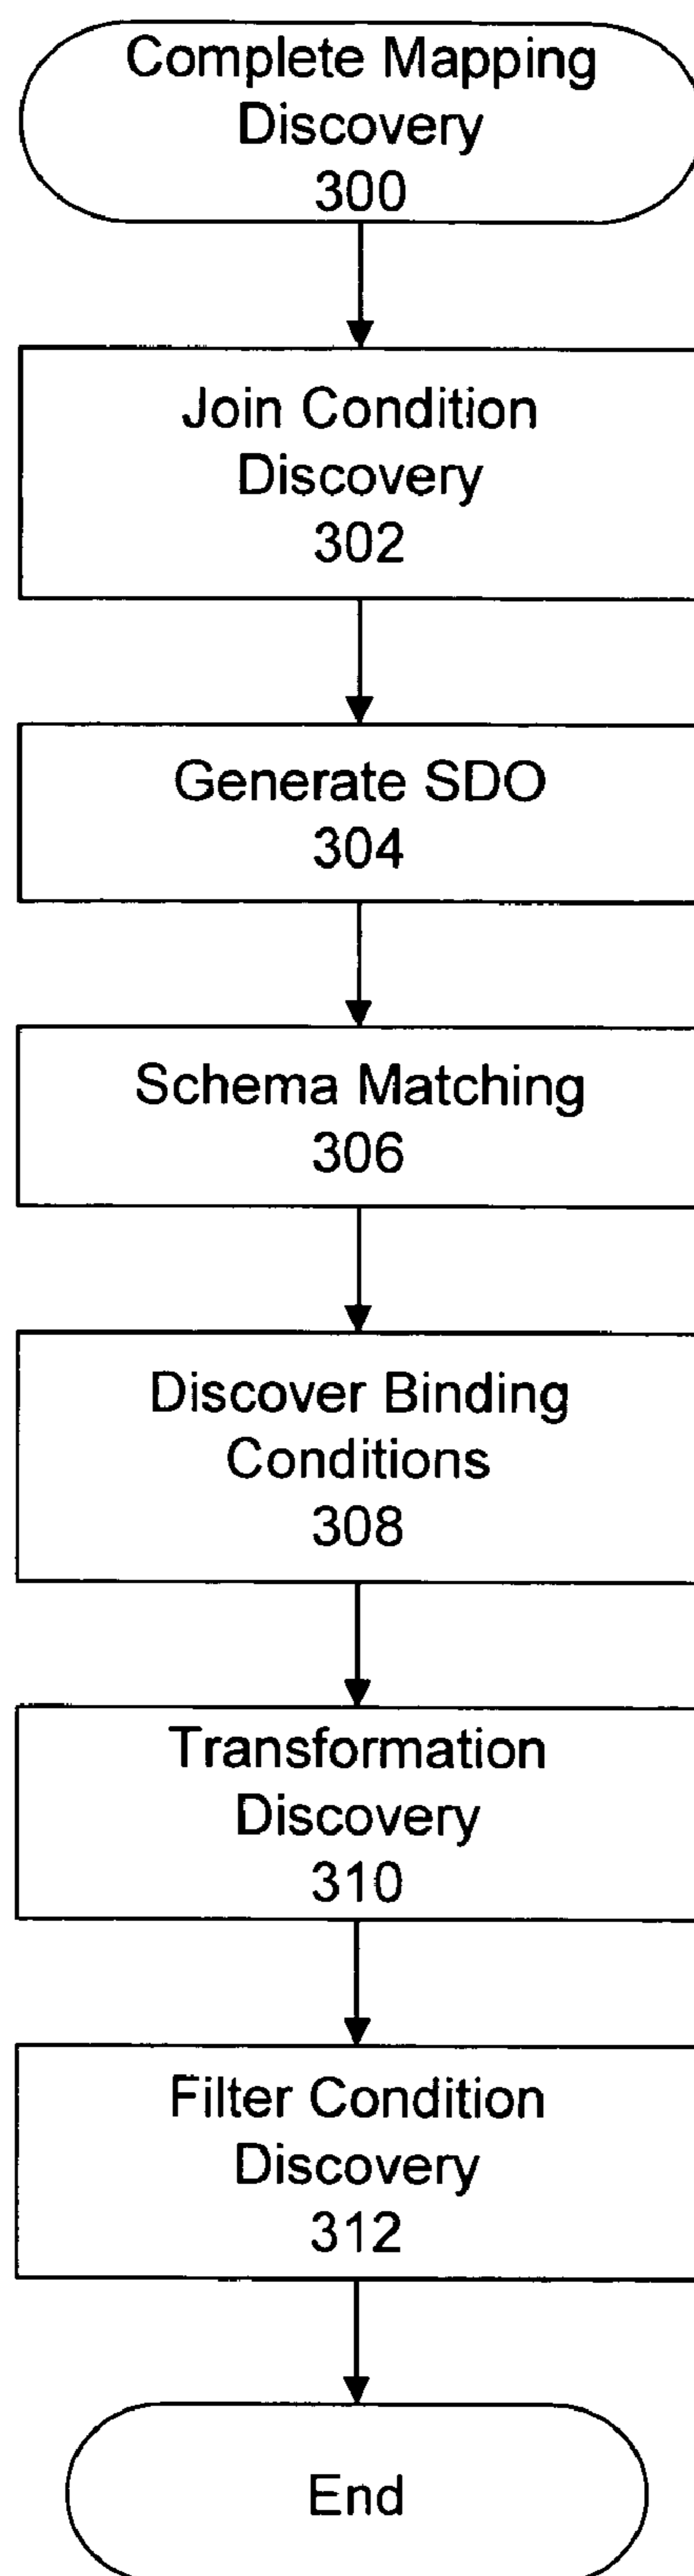 Complete Mapping
Discovery
300
Join Condition
Discovery
302
Generate SDO
304
Schema Matching
306
Discover Binding
Conditions
308
Transformation
Discovery
310
Filter Condition
Discovery
312
End